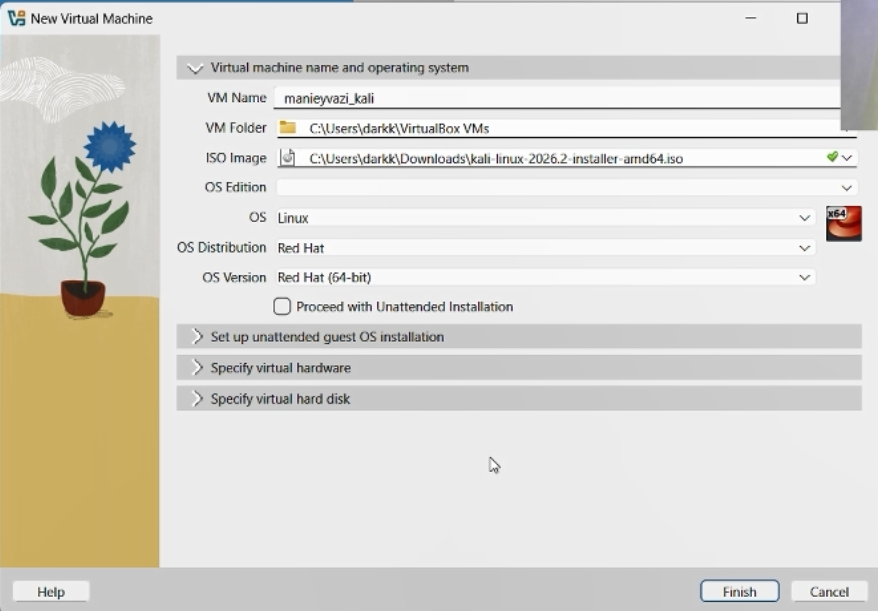 New Virtual Machine
Virtual machine name and operating system
VM Name manieyvazi_kali
VM Folder C:\Users\darkk\VirtualBox VMs
ISO Image C:\Users\darkk\Downloads\kali-linux-2026.2-installer-amd64.iso
OS Edition
OS Linux
x64
OS Distribution Red Hat
OS Version Red Hat (64-bit)
Proceed with Unattended Installation
Set up unattended guest OS installation
Specify virtual hardware
Specify virtual hard disk
Help Finish Cancel